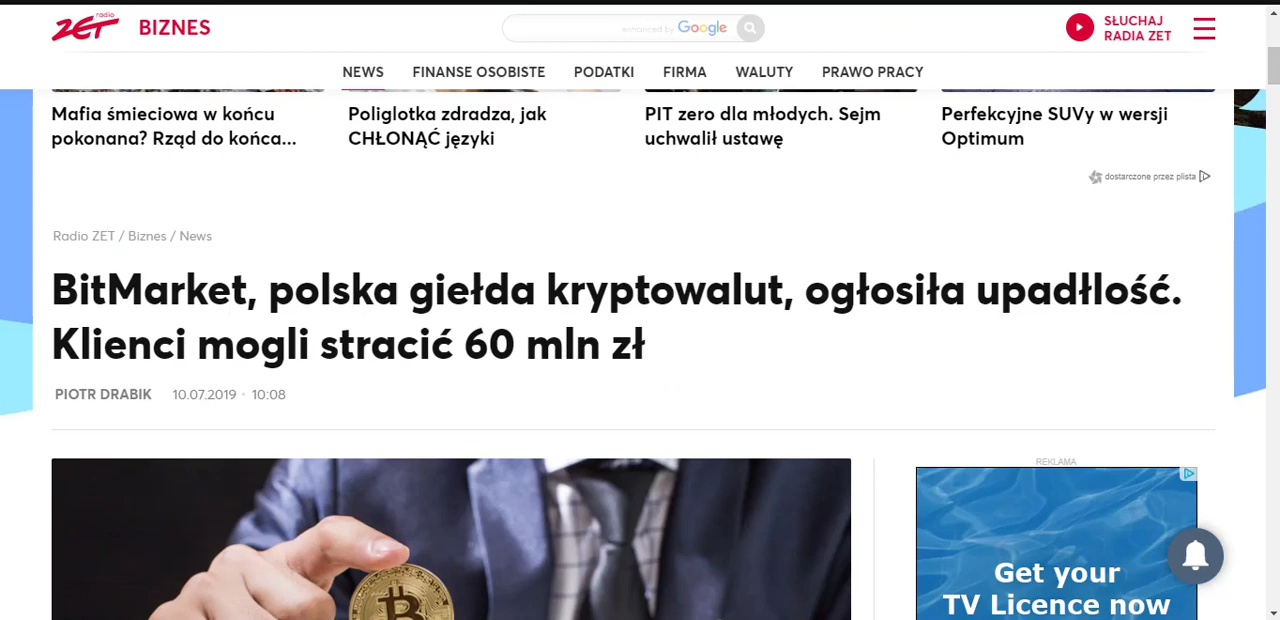 radio
ZET
BIZNES
enhanced by Google
SŁUCHAJ
RADIA ZET
NEWS FINANSE OSOBISTE PODATKI FIRMA WALUTY PRAWO PRACY
Mafia śmieciowa w końcu
pokonana? Rząd do końca...
Poliglotka zdradza, jak
CHŁONĄĆ języki
PIT zero dla młodych. Sejm
uchwalił ustawę
Perfekcyjne SUVy w wersji
Optimum
dostarczone przez plista
Radio ZET / Biznes / News
BitMarket, polska giełda kryptowalut, ogłosiła upadłlość.
Klienci mogli stracić 60 mln zł
PIOTR DRABIK 10.07.2019 • 10:08
REKLAMA
Get your
TV Licence now